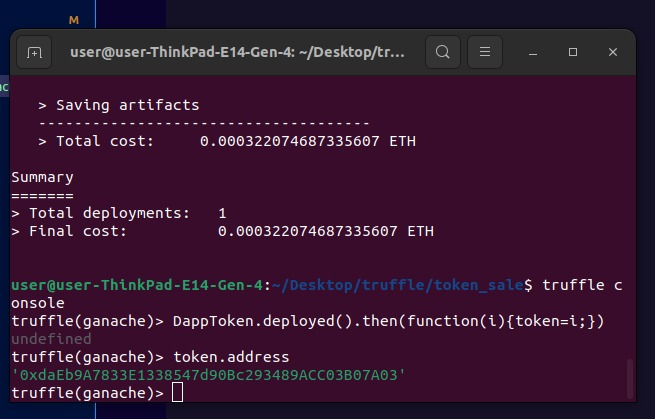 M
user@user-ThinkPad-E14-Gen-4: ~/Desktop/tr...
nc
> Saving artifacts
-------------------------------------
> Total cost:     0.000322074687335607 ETH
Summary
=======
> Total deployments:   1
> Final cost:          0.000322074687335607 ETH
user@user-ThinkPad-E14-Gen-4:~/Desktop/truffle/token_sale$ truffle c
onsole
truffle(ganache)> DappToken.deployed().then(function(i){token=i;})
undefined
truffle(ganache)> token.address
'0xdaEb9A7833E1338547d90Bc293489ACC03B07A03'
truffle(ganache)>